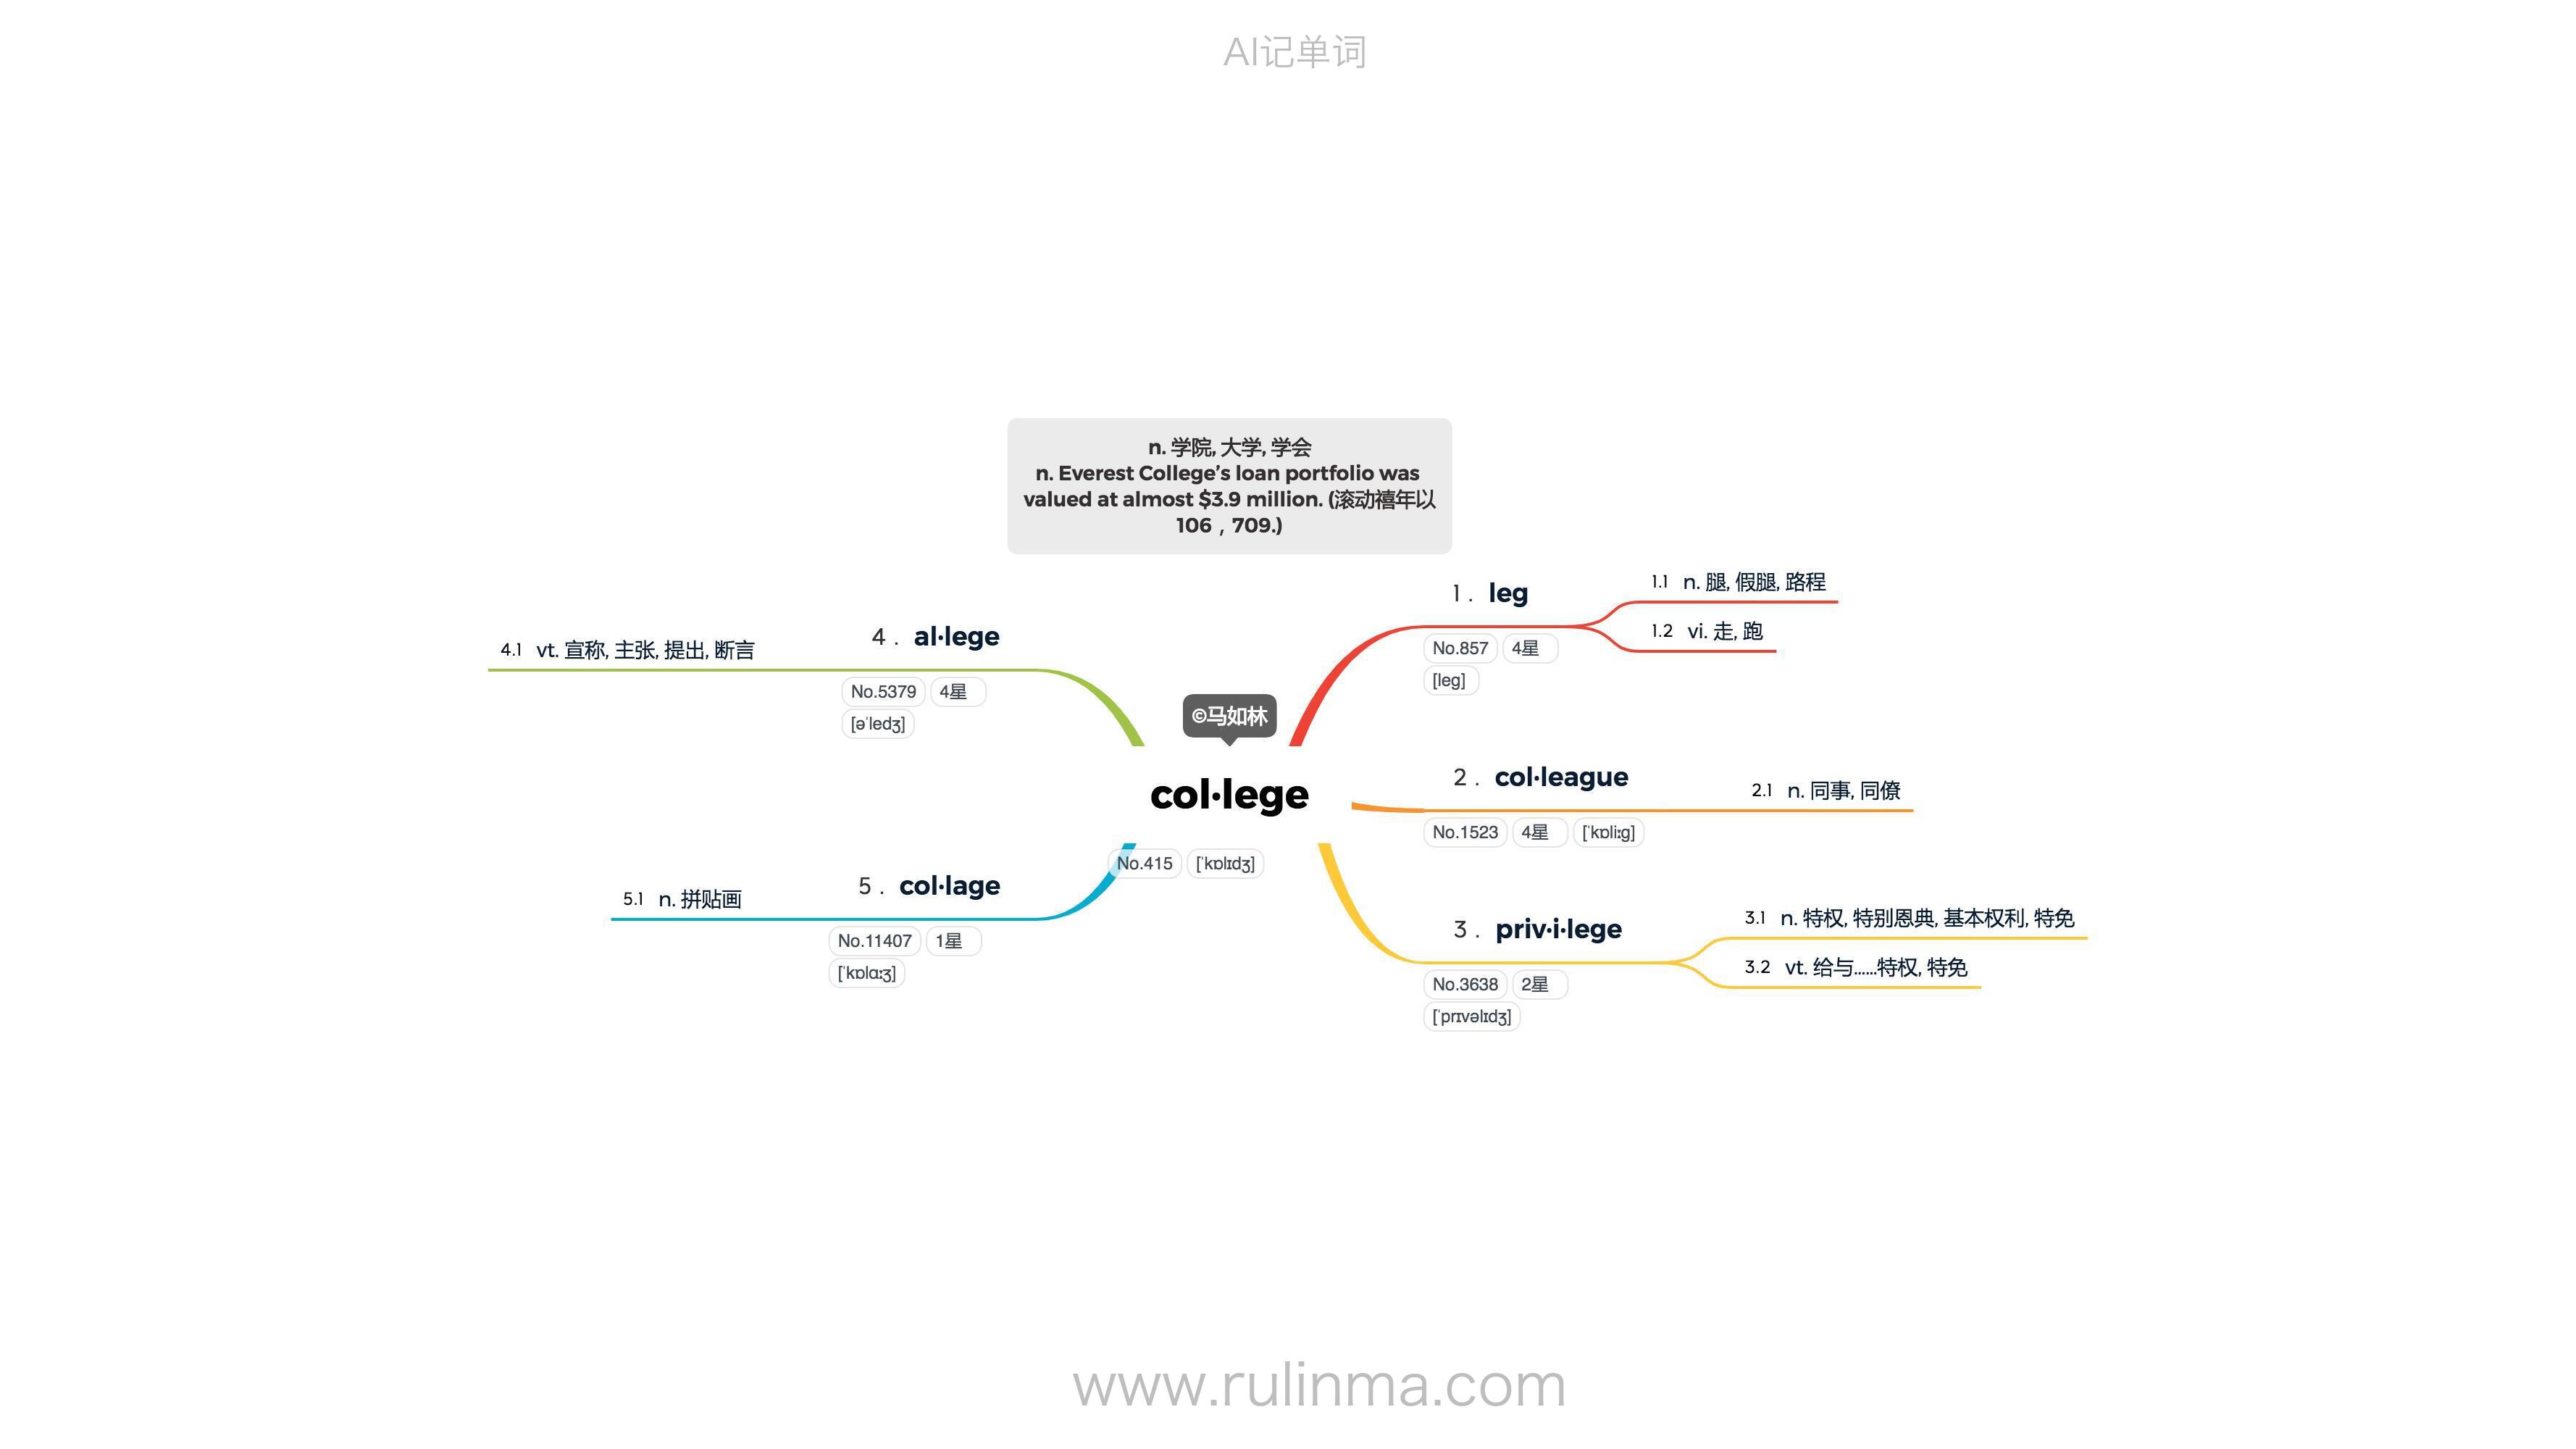 AI记单词
n. 学院, 大学, 学会
n. Everest College’s loan portfolio was
valued at almost $3.9 million. (滚动禧年以
106，709.)
©马如林
col·lege
No.415 [ˈkɒlɪdʒ]
1. leg
No.857 4星
[leg]
1.1 n. 腿, 假腿, 路程
1.2 vi. 走, 跑
2. col·league
No.1523 4星 [ˈkɒliːg]
2.1 n. 同事, 同僚
3. priv·i·lege
No.3638 2星
[ˈprɪvəlɪdʒ]
3.1 n. 特权, 特别恩典, 基本权利, 特免
3.2 vt. 给与……特权, 特免
4. al·lege
No.5379 4星
[əˈledʒ]
4.1 vt. 宣称, 主张, 提出, 断言
5. col·lage
No.11407 1星
[ˈkɒlɑːʒ]
5.1 n. 拼贴画
www.rulinma.com